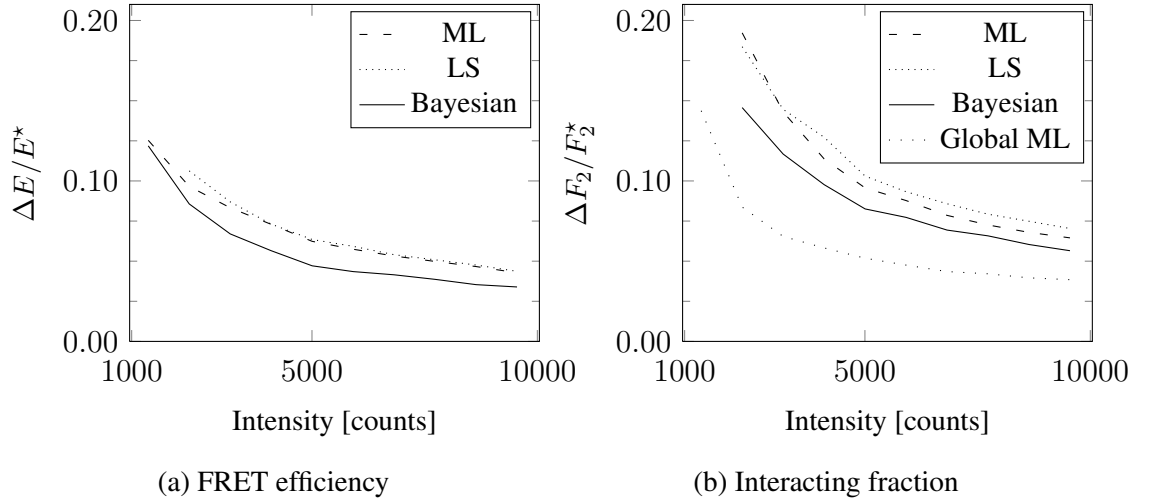 0.20
0.10
0.00
ΔE/E⋆
ML
LS
Bayesian
1000
5000
10000
Intensity [counts]
(a) FRET efficiency
0.20
0.10
0.00
ΔF₂/F₂⋆
ML
LS
Bayesian
Global ML
1000
5000
10000
Intensity [counts]
(b) Interacting fraction